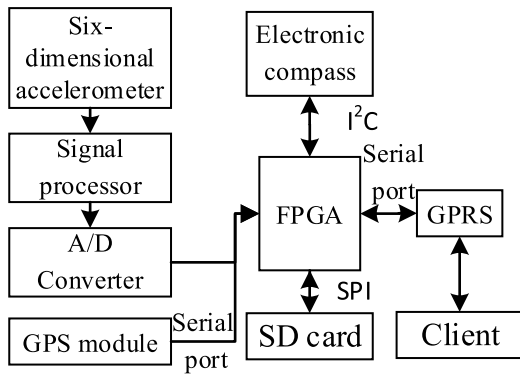 Six-
dimensional
accelerometer
Signal
processor
A/D
Converter
GPS module
Serial
port
Electronic
compass
I²C
FPGA
Serial
port
GPRS
SPI
SD card
Client